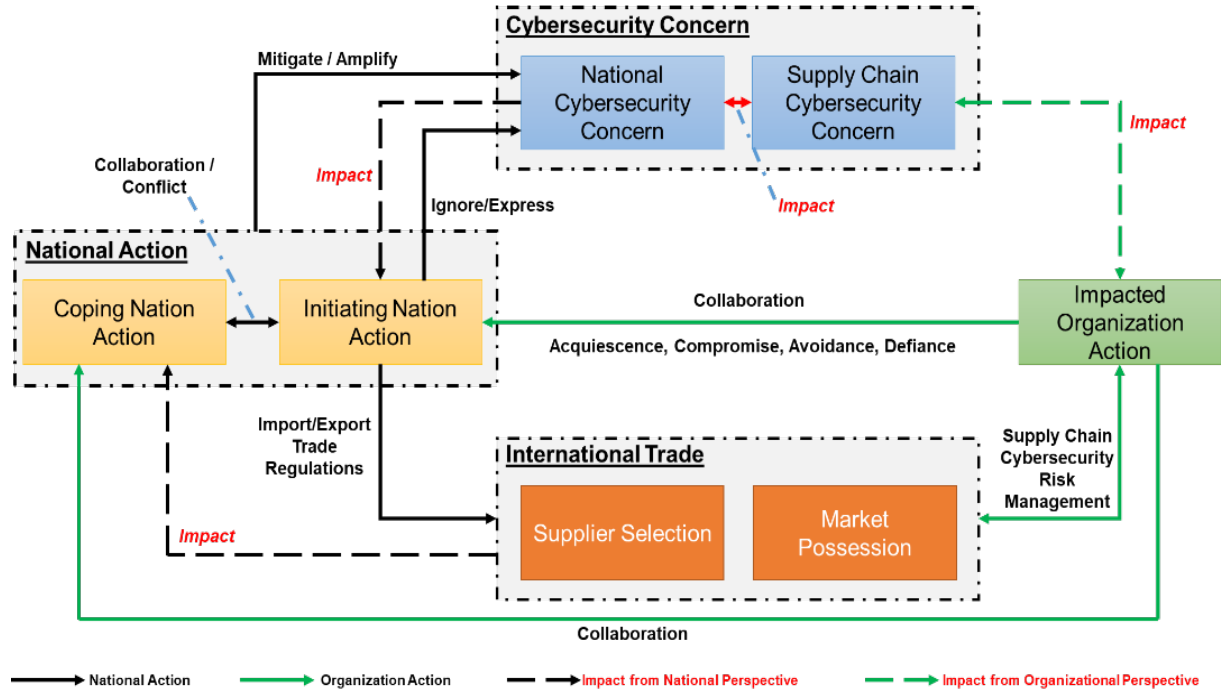 Cybersecurity Concern
Mitigate / Amplify
National
Cybersecurity
Concern
Supply Chain
Cybersecurity
Concern
Impact
Collaboration /
Conflict
Impact
Impact
Ignore/Express
National Action
Coping Nation
Action
Initiating Nation
Action
Collaboration
Acquiescence, Compromise, Avoidance, Defiance
Impacted
Organization
Action
Import/Export
Trade
Regulations
International Trade
Supply Chain
Cybersecurity
Risk
Management
Supplier Selection
Market
Possession
Impact
Collaboration
National Action
Organization Action
Impact from National Perspective
Impact from Organizational Perspective